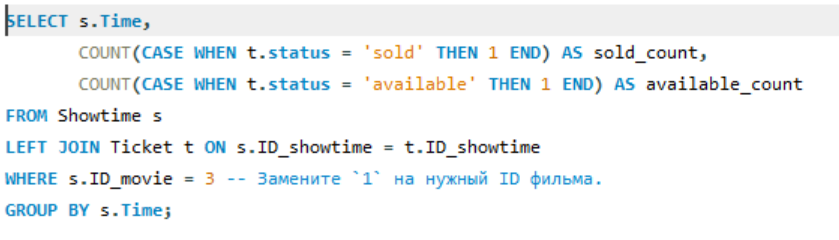 SELECT s.Time,
COUNT(CASE WHEN t.status = 'sold' THEN 1 END) AS sold_count,
COUNT(CASE WHEN t.status = 'available' THEN 1 END) AS available_count
FROM Showtime s
LEFT JOIN Ticket t ON s.ID_showtime = t.ID_showtime
WHERE s.ID_movie = 3 -- Замените `1` на нужный ID фильма.
GROUP BY s.Time;